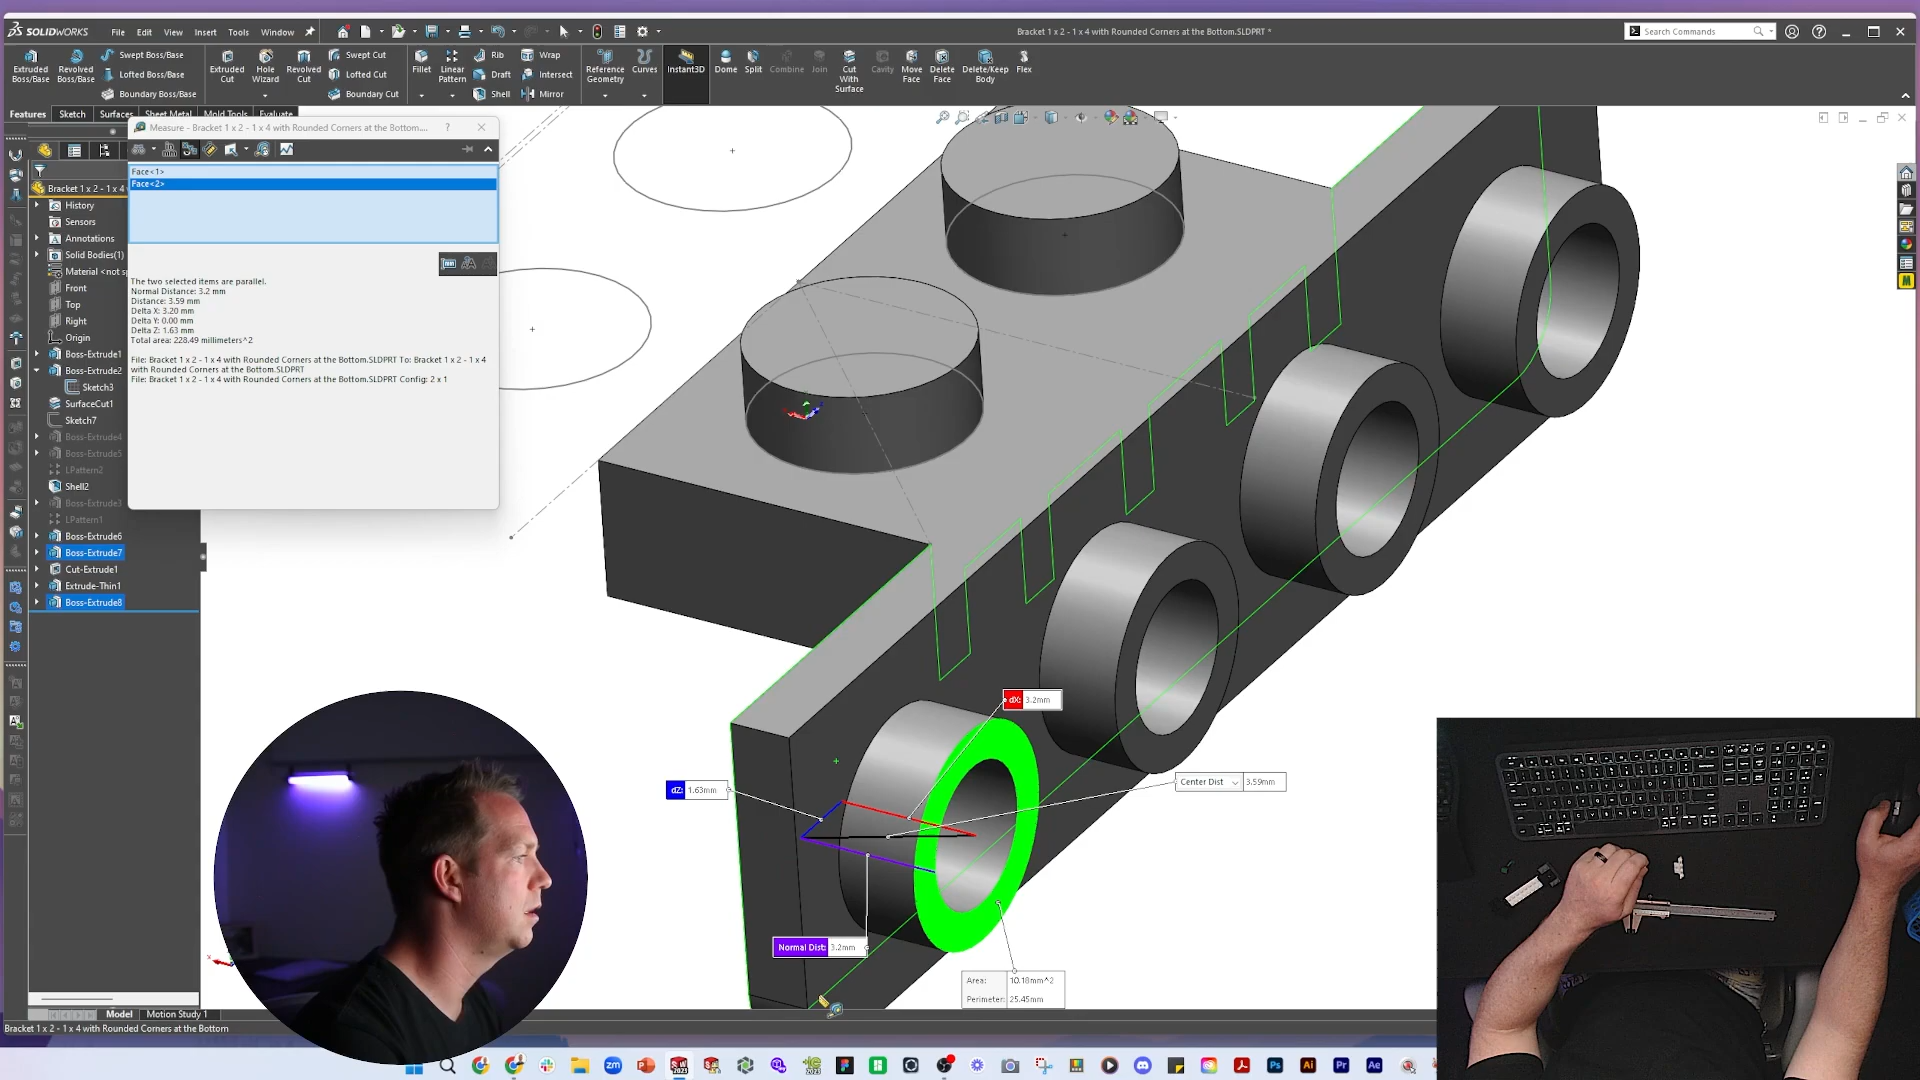 SOLIDWORKS
File Edit View Insert Tools Window
Bracket 1 x 2 - 1 x 4 with Rounded Corners at the Bottom.SLDPRT *
Search Commands
Extruded Boss/Base
Revolved Boss/Base
Swept Boss/Base
Lofted Boss/Base
Boundary Boss/Base
Extruded Cut
Hole Wizard
Revolved Cut
Swept Cut
Lofted Cut
Boundary Cut
Fillet
Linear Pattern
Rib
Draft
Shell
Wrap
Intersect
Mirror
Reference Geometry
Curves
Instant3D
Dome
Split
Combine
Join
Cut With Surface
Cavity
Move Face
Delete Face
Delete/Keep Body
Flex
Features Sketch Surfaces Sheet Metal Mold Tools Evaluate
Measure - Bracket 1 x 2 - 1 x 4 with Rounded Corners at the Bottom....
Face<1>
Face<2>
The two selected items are parallel.
Normal Distance: 3.2 mm
Distance: 3.59 mm
Delta X: 3.20 mm
Delta Y: 0.00 mm
Delta Z: 1.63 mm
Total area: 228.49 millimeters^2
File: Bracket 1 x 2 - 1 x 4 with Rounded Corners at the Bottom.SLDPRT To: Bracket 1 x 2 - 1 x 4
with Rounded Corners at the Bottom.SLDPRT
File: Bracket 1 x 2 - 1 x 4 with Rounded Corners at the Bottom.SLDPRT Config: 2 x 1
Bracket 1 x 2 - 1 x 4
History
Sensors
Annotations
Solid Bodies(1)
Material <not sp
Front
Top
Right
Origin
Boss-Extrude1
Boss-Extrude2
Sketch3
SurfaceCut1
Sketch7
Boss-Extrude4
Boss-Extrude5
LPattern2
Shell2
Boss-Extrude3
LPattern1
Boss-Extrude6
Boss-Extrude7
Cut-Extrude1
Extrude-Thin1
Boss-Extrude8
dX: 3.2mm
dZ: 1.63mm
Center Dist 3.59mm
Normal Dist: 3.2mm
Area: 10.18mm^2
Perimeter: 25.45mm
Model Motion Study 1
Bracket 1 x 2 - 1 x 4 with Rounded Corners at the Bottom